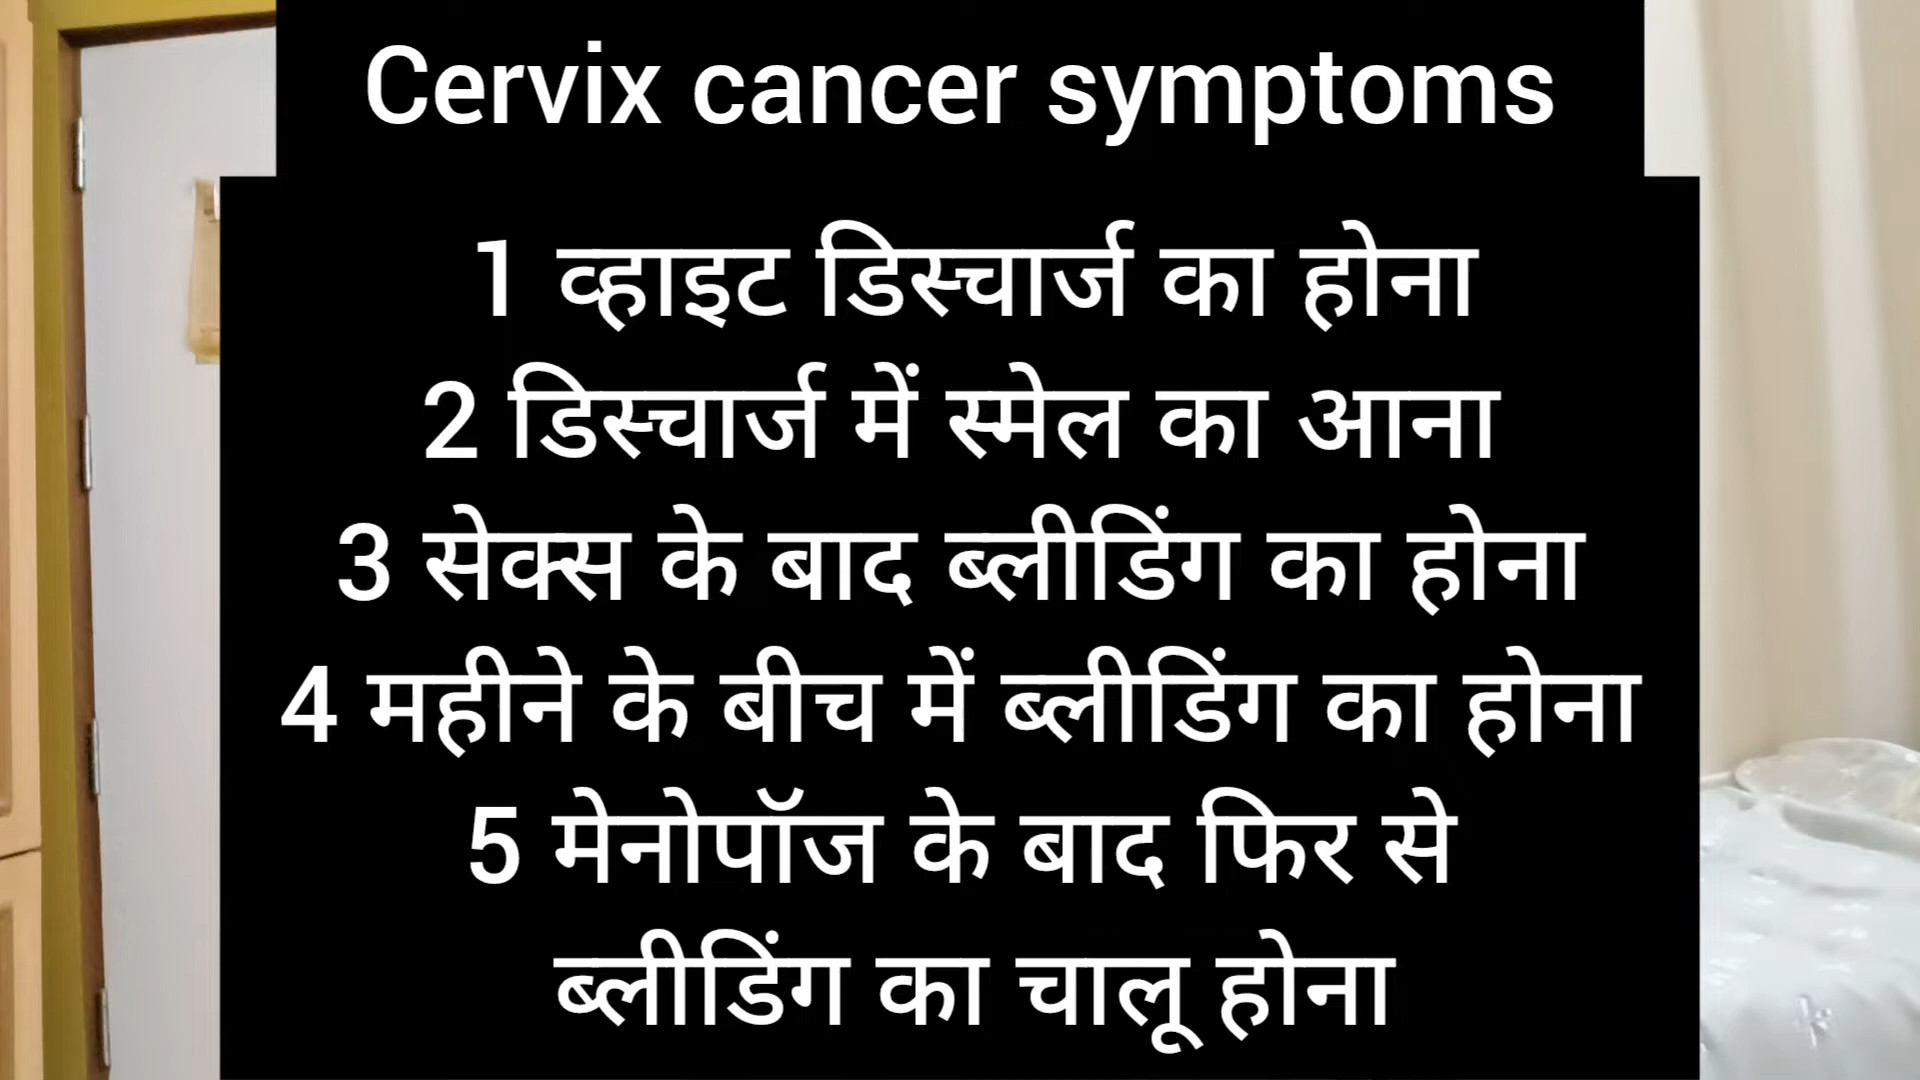 Cervix cancer symptoms
1 व्हाइट डिस्चार्ज का होना
2 डिस्चार्ज में स्मेल का आना
3 सेक्स के बाद ब्लीडिंग का होना
4 महीने के बीच में ब्लीडिंग का होना
5 मेनोपॉज के बाद फिर से
ब्लीडिंग का चालू होना